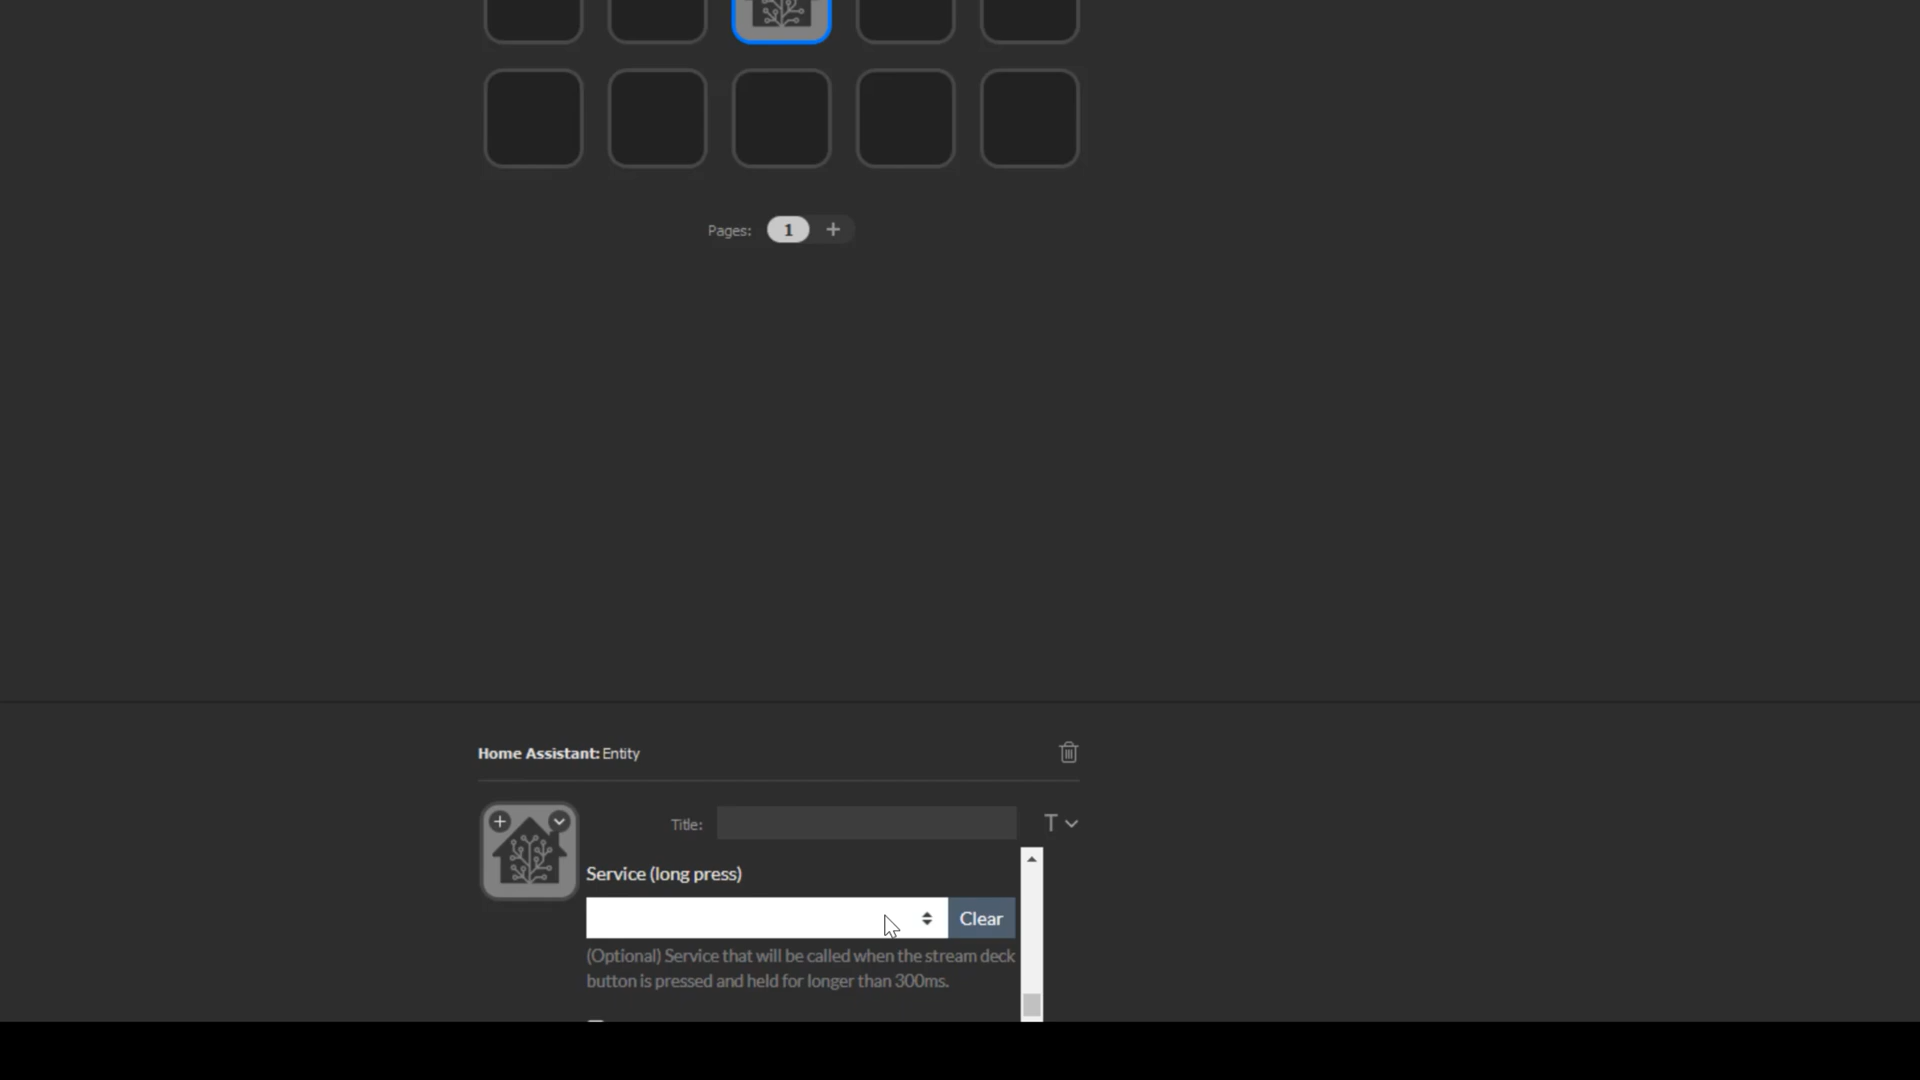 Pages: 1 +
Home Assistant: Entity
Title: T
Service (long press)
Clear
(Optional) Service that will be called when the stream deck
button is pressed and held for longer than 300ms.